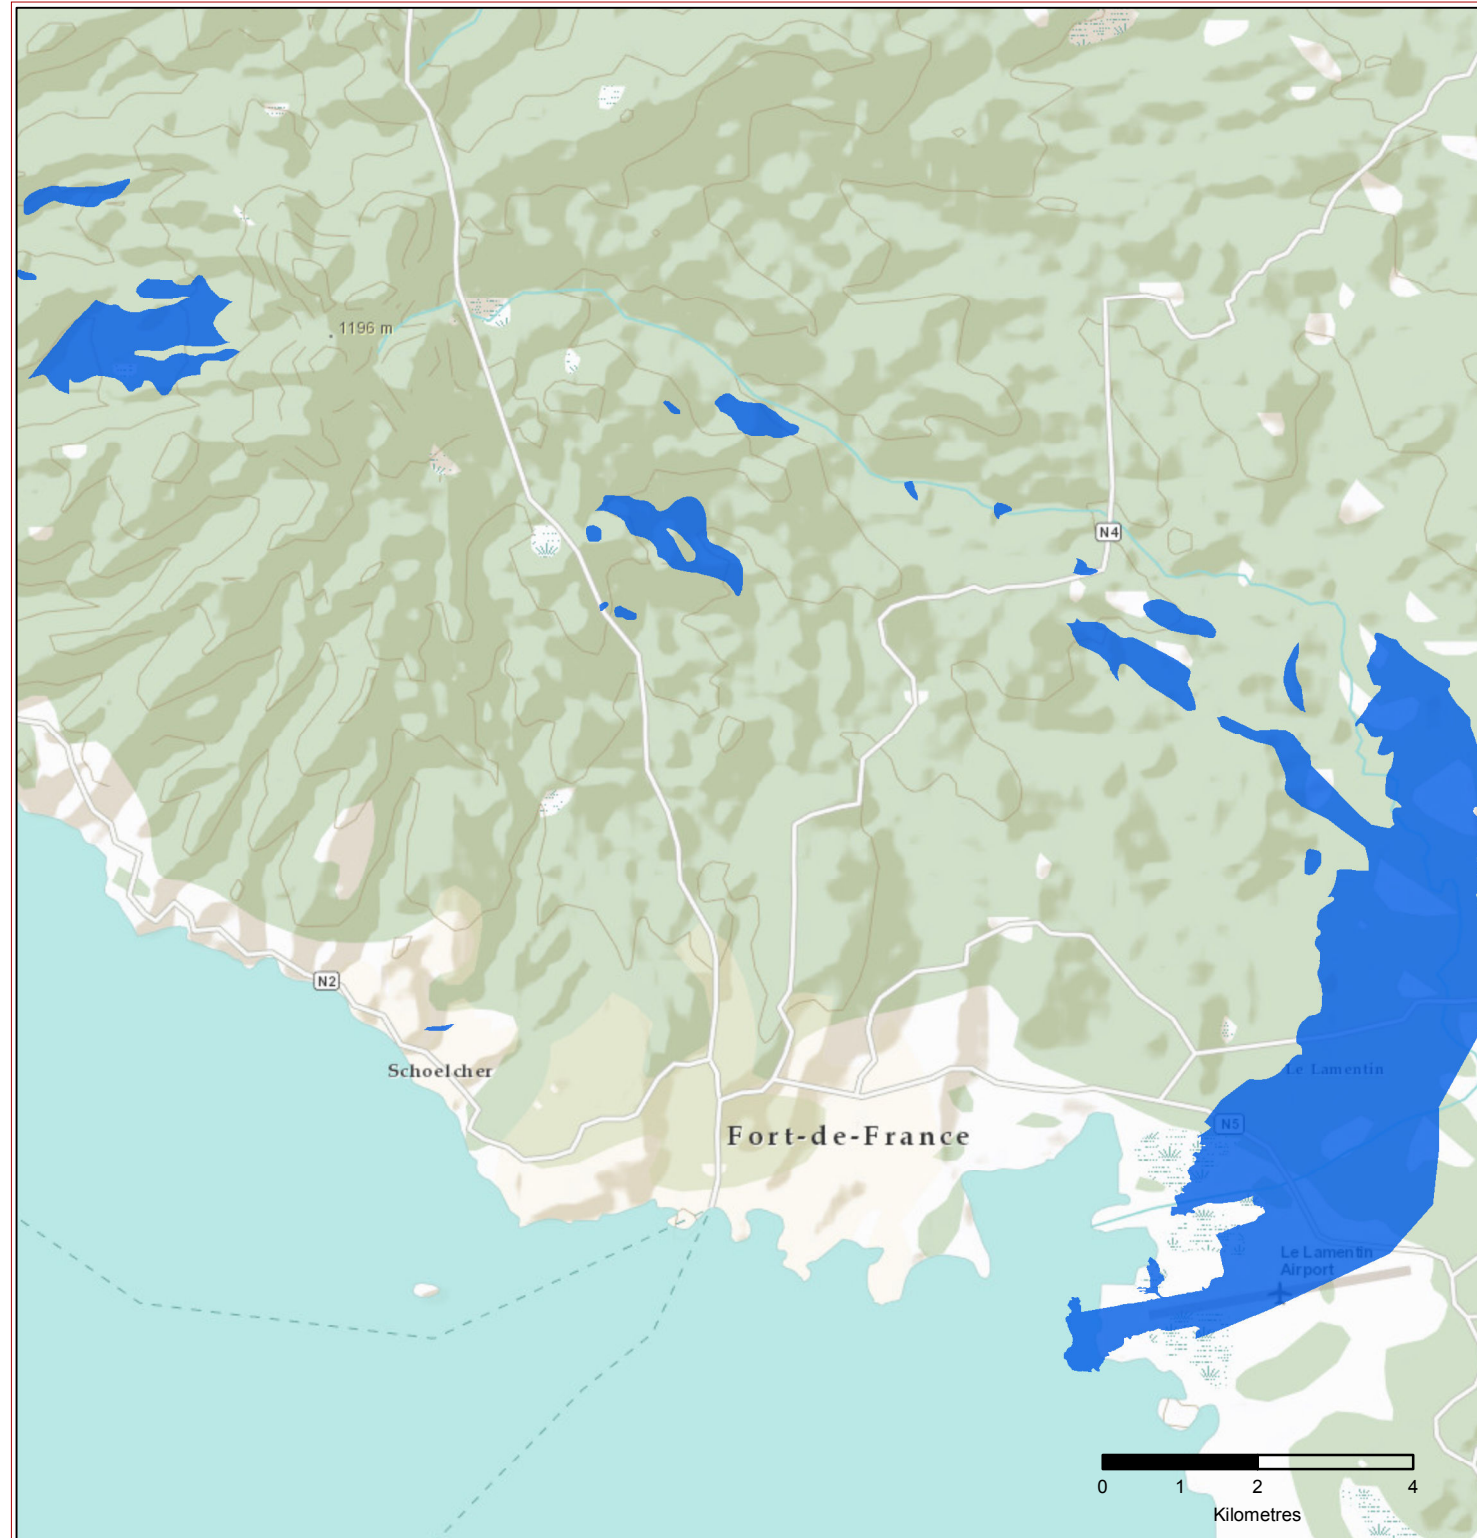 1196 m
N4
N2
Schoelcher
Le Lamentin
N5
Fort-de-France
Le Lamentin
Airport
0 1 2 4
Kilometres